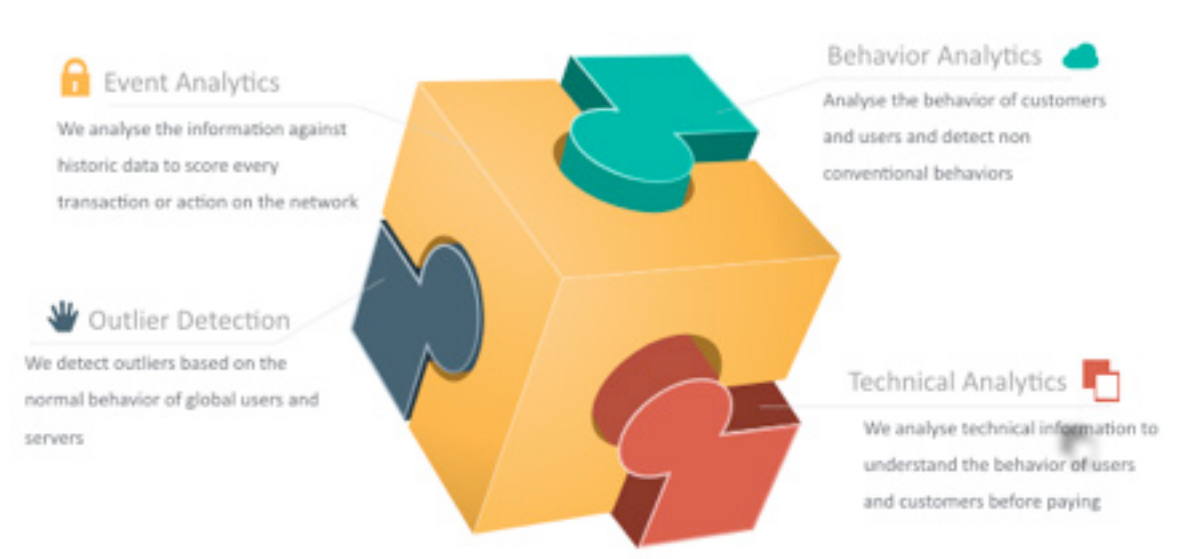 Event Analytics
We analyse the information against
historic data to score every
transaction or action on the network
Behavior Analytics
Analyse the behavior of customers
and users and detect non
conventional behaviors
Outlier Detection
We detect outliers based on the
normal behavior of global users and
servers
Technical Analytics
We analyse technical information to
understand the behavior of users
and customers before paying